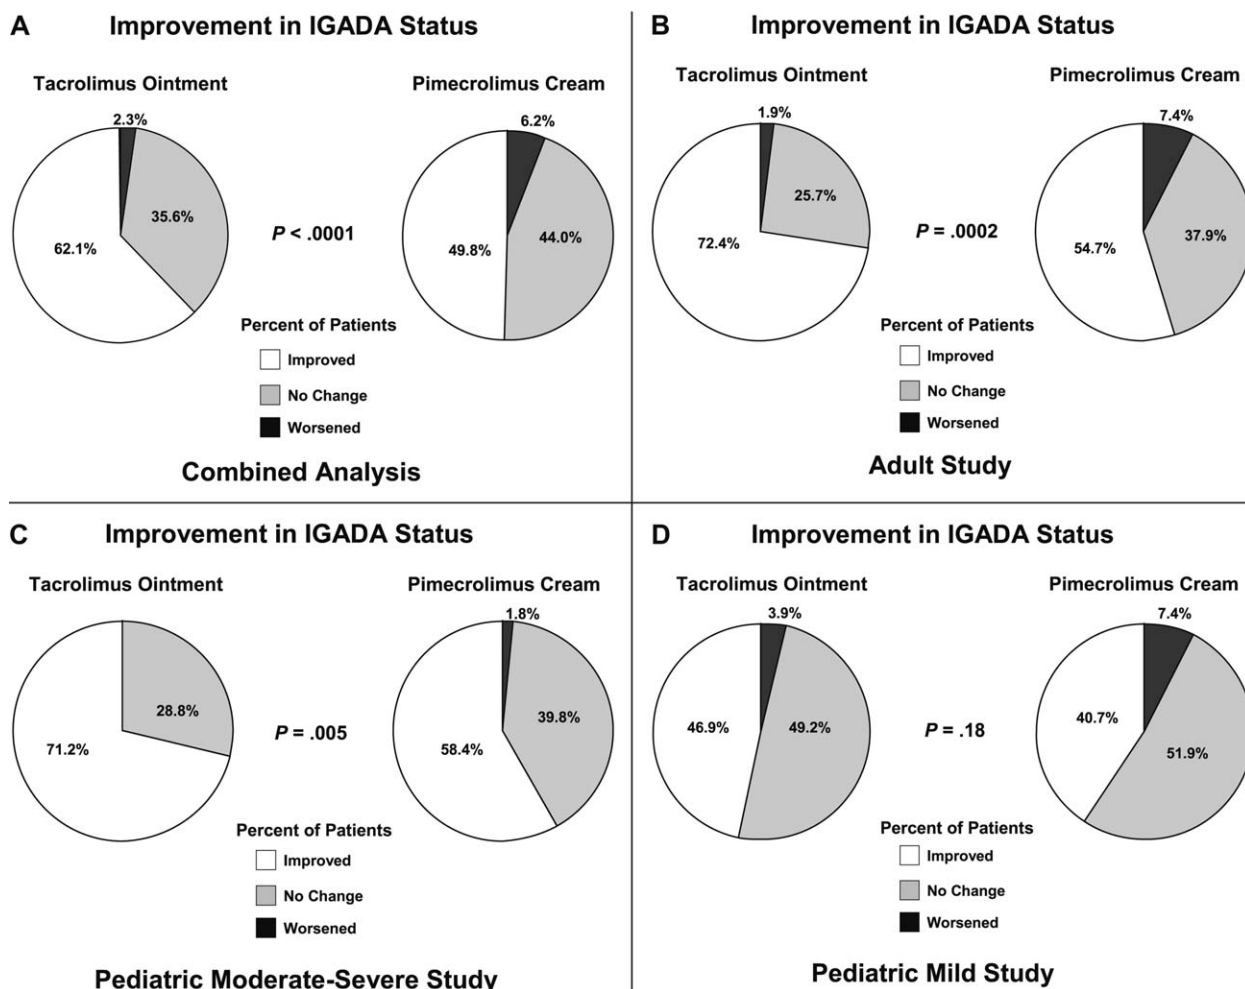 A Improvement in IGADA Status
Tacrolimus Ointment Pimecrolimus Cream
2.3% 6.2%
35.6% 44.0%
62.1% 49.8%
P < .0001
Percent of Patients
Improved
No Change
Worsened
Combined Analysis
B Improvement in IGADA Status
Tacrolimus Ointment Pimecrolimus Cream
1.9% 7.4%
25.7% 37.9%
72.4% 54.7%
P = .0002
Percent of Patients
Improved
No Change
Worsened
Adult Study
C Improvement in IGADA Status
Tacrolimus Ointment Pimecrolimus Cream
1.8%
28.8% 39.8%
71.2% 58.4%
P = .005
Percent of Patients
Improved
No Change
Worsened
Pediatric Moderate-Severe Study
D Improvement in IGADA Status
Tacrolimus Ointment Pimecrolimus Cream
3.9% 7.4%
46.9% 49.2% 40.7% 51.9%
P = .18
Percent of Patients
Improved
No Change
Worsened
Pediatric Mild Study